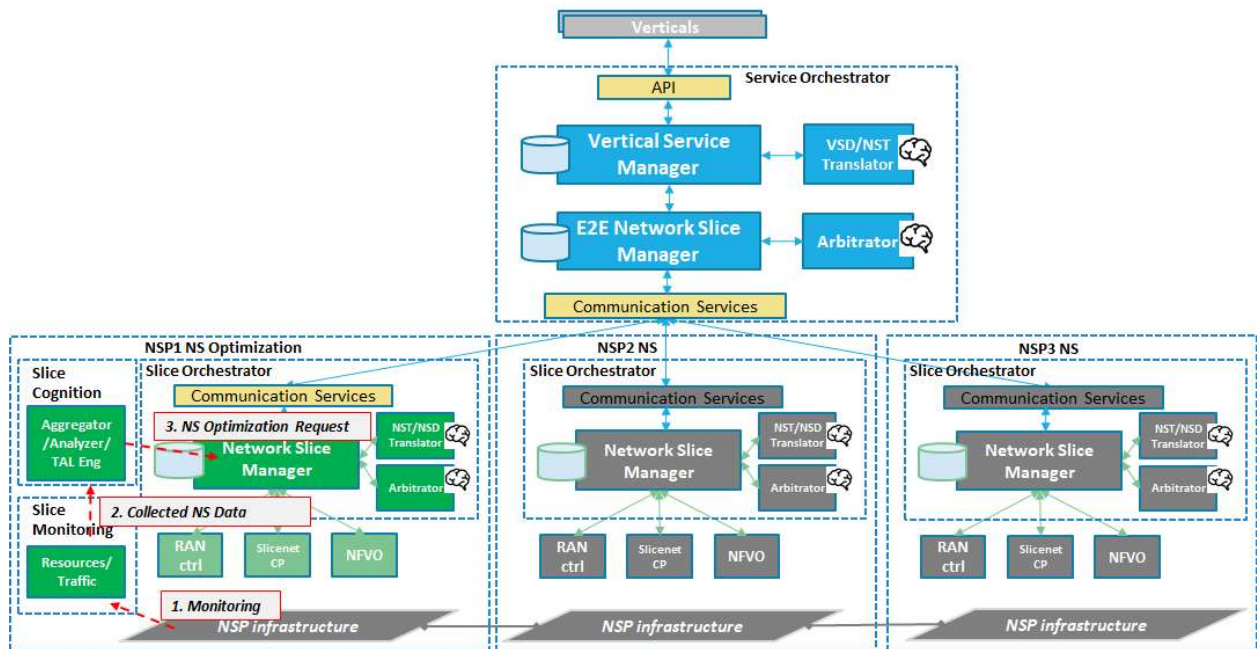 Verticals
Service Orchestrator
API
Vertical Service
Manager
VSD/NST
Translator
E2E Network Slice
Manager
Arbitrator
Communication Services
NSP1 NS Optimization
Slice
Cognition
Aggregator
/Analyzer/
TAL Eng
Slice Orchestrator
Communication Services
3. NS Optimization Request
Network Slice
Manager
NST/NSD
Translator
Arbitrator
Slice
Monitoring
2. Collected NS Data
Resources/
Traffic
RAN
ctrl
Slicenet
CP
NFVO
1. Monitoring
NSP infrastructure
NSP2 NS
Slice Orchestrator
Communication Services
Network Slice
Manager
NST/NSD
Translator
Arbitrator
RAN
ctrl
Slicenet
CP
NFVO
NSP infrastructure
NSP3 NS
Slice Orchestrator
Communication Services
Network Slice
Manager
NST/NSD
Translator
Arbitrator
RAN
ctrl
Slicenet
CP
NFVO
NSP infrastructure